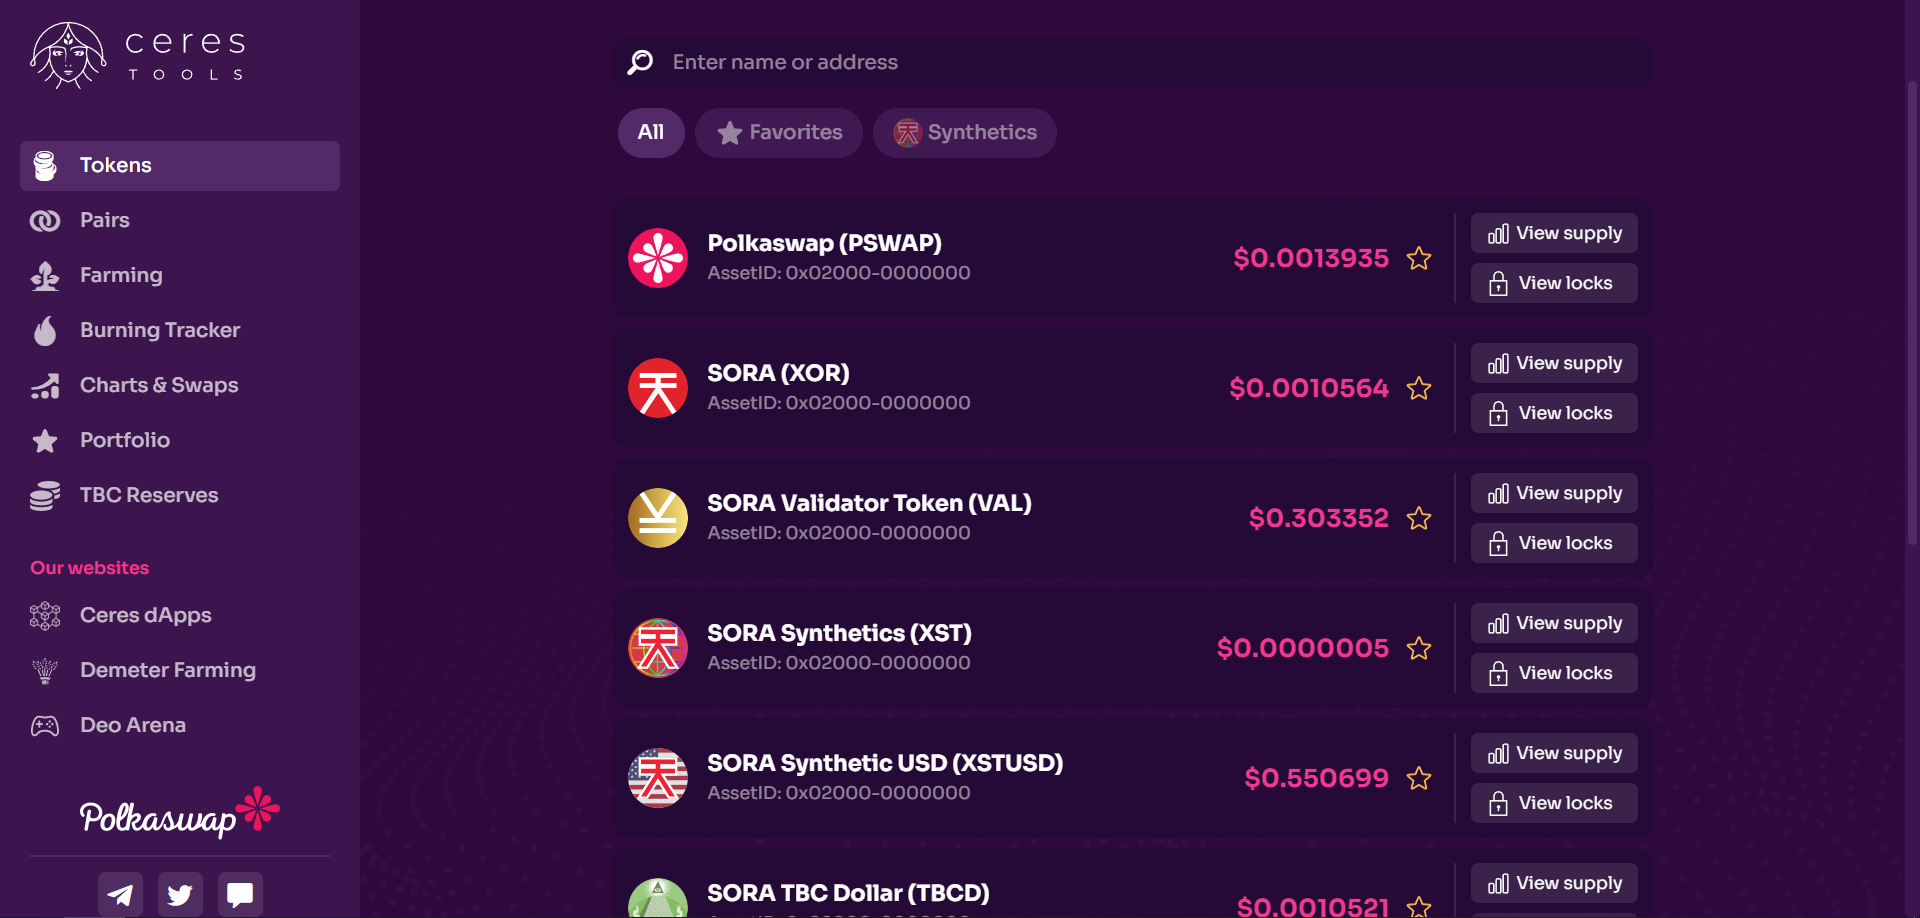 ceres
TOOLS
Tokens
Pairs
Farming
Burning Tracker
Charts & Swaps
Portfolio
TBC Reserves
Our websites
Ceres dApps
Demeter Farming
Deo Arena
Polkaswap
Enter name or address
All
Favorites
Synthetics
Polkaswap (PSWAP)
AssetID: 0x02000-0000000
$0.0013935
View supply
View locks
SORA (XOR)
AssetID: 0x02000-0000000
$0.0010564
View supply
View locks
SORA Validator Token (VAL)
AssetID: 0x02000-0000000
$0.303352
View supply
View locks
SORA Synthetics (XST)
AssetID: 0x02000-0000000
$0.0000005
View supply
View locks
SORA Synthetic USD (XSTUSD)
AssetID: 0x02000-0000000
$0.550699
View supply
View locks
SORA TBC Dollar (TBCD)
$0.0010521
View supply